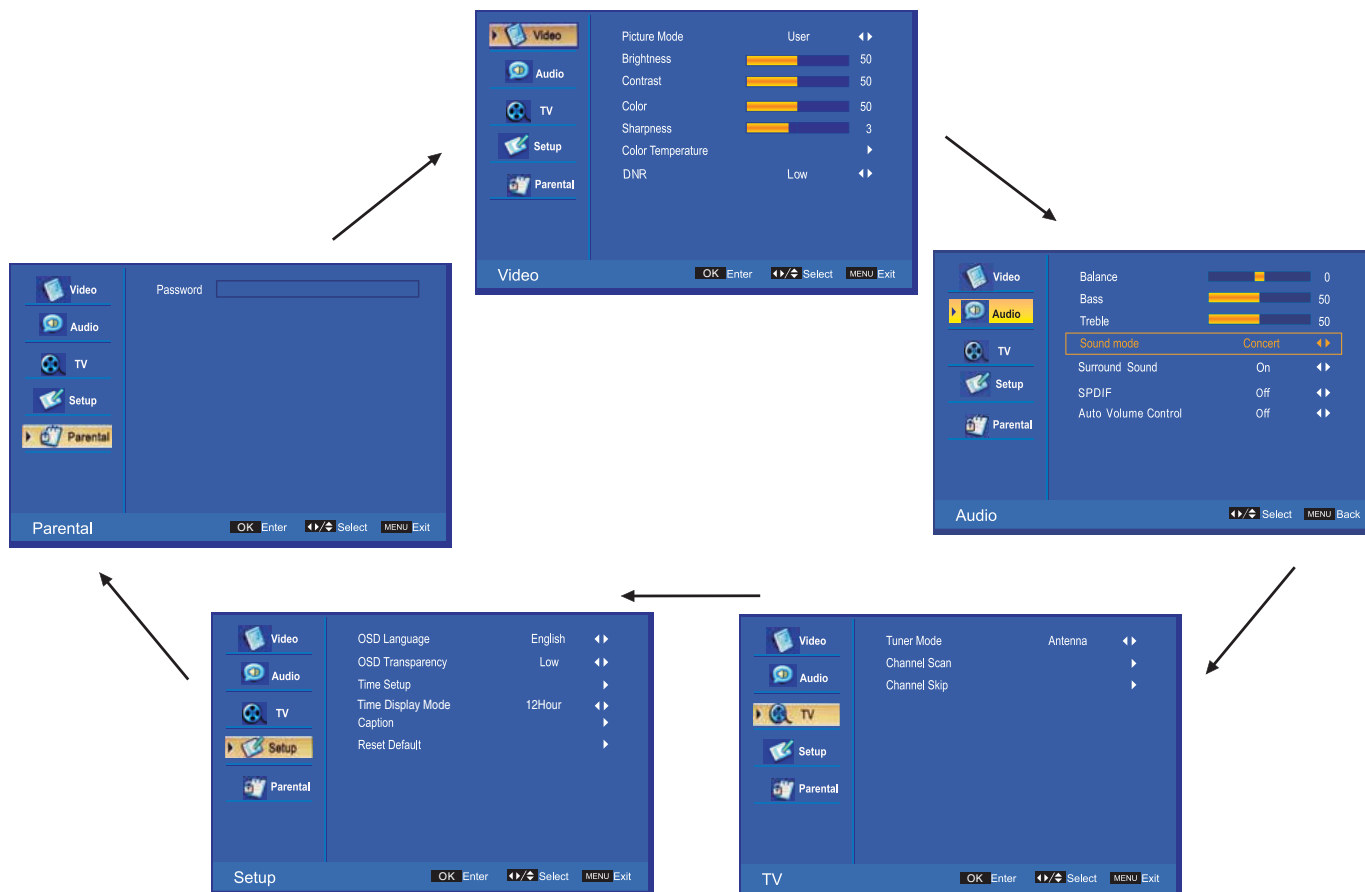 Video
Audio
TV
Setup
Parental
Picture Mode User
Brightness 50
Contrast 50
Color 50
Sharpness 3
Color Temperature
DNR Low
Video OK Enter Select MENU Exit
Video
Audio
TV
Setup
Parental
Balance 0
Bass 50
Treble 50
Sound mode Concert
Surround Sound On
SPDIF Off
Auto Volume Control Off
Audio Select MENU Back
Video
Audio
TV
Setup
Parental
Tuner Mode Antenna
Channel Scan
Channel Skip
TV OK Enter Select MENU Exit
Video
Audio
TV
Setup
Parental
OSD Language English
OSD Transparency Low
Time Setup
Time Display Mode 12Hour
Caption
Reset Default
Setup OK Enter Select MENU Exit
Video
Audio
TV
Setup
Parental
Password
Parental OK Enter Select MENU Exit